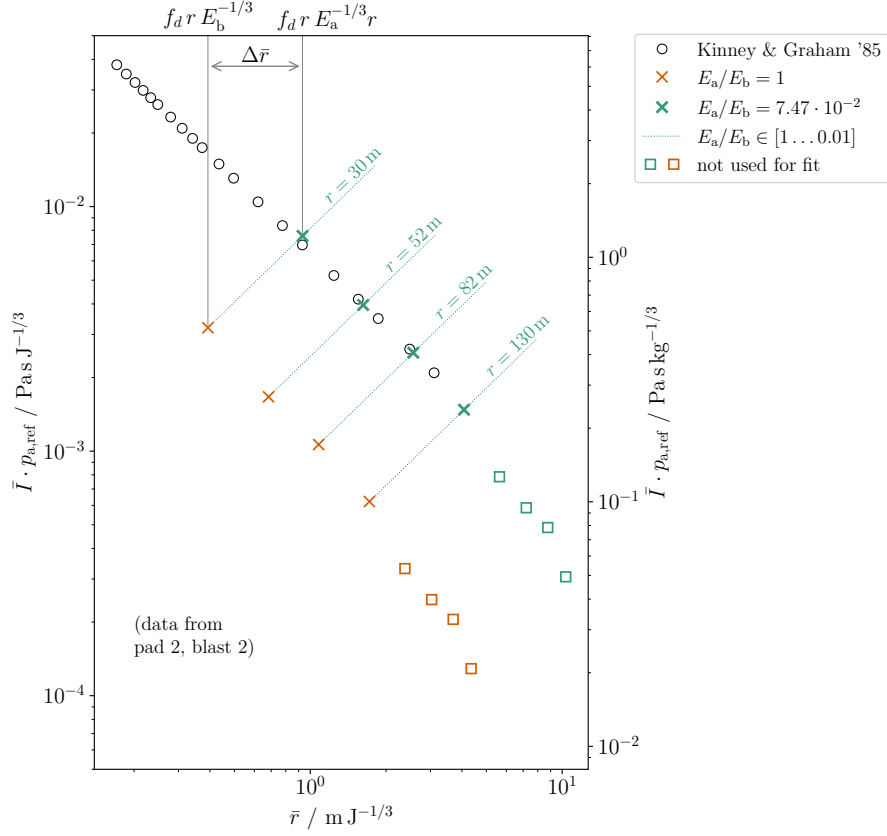 f_d r E_b^{-1/3}
f_d r E_a^{-1/3} r
Δr̄
Kinney & Graham '85
E_a/E_b = 1
E_a/E_b = 7.47 · 10^{-2}
E_a/E_b ∈ [1 … 0.01]
not used for fit
r = 30 m
r = 52 m
r = 82 m
r = 130 m
10^{-2}
10^{-3}
10^{-4}
Ī · p_{a,ref} / Pa s J^{-1/3}
10^0
10^{-1}
10^{-2}
Ī · p_{a,ref} / Pa s kg^{-1/3}
(data from
pad 2, blast 2)
10^0
10^1
r̄ / m J^{-1/3}